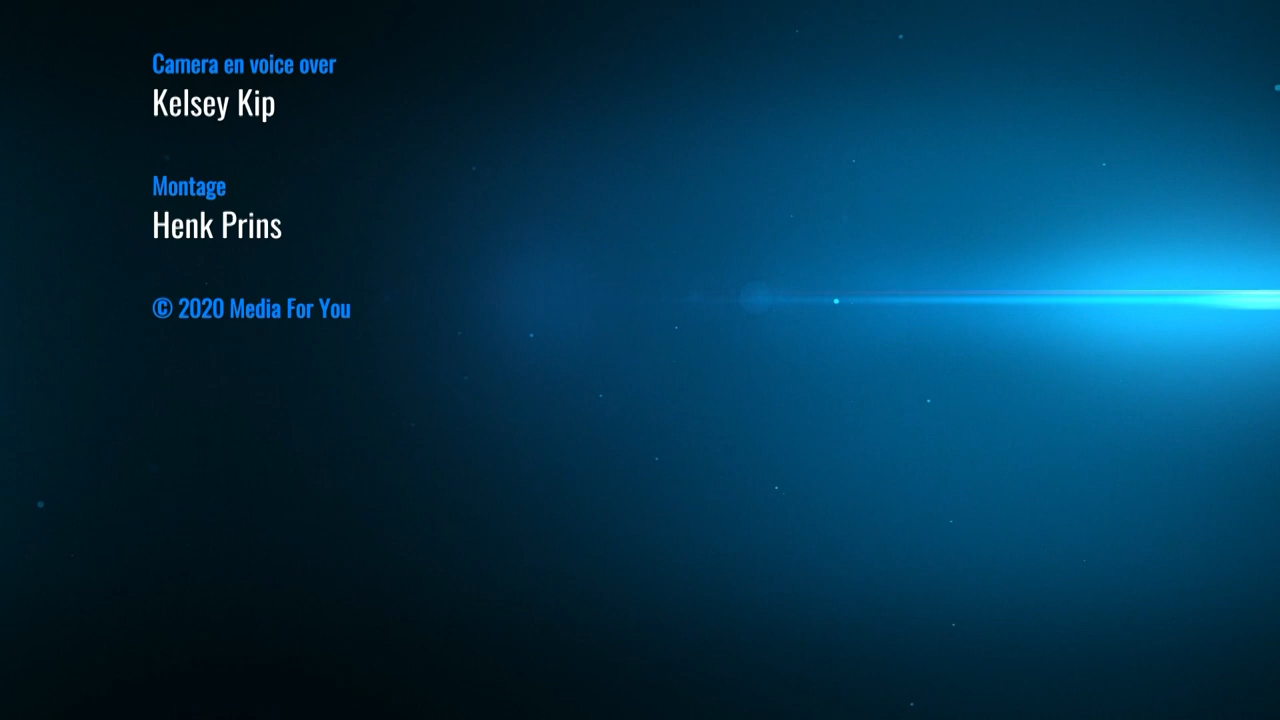 Camera en voice over
Kelsey Kip
Montage
Henk Prins
© 2020 Media For You